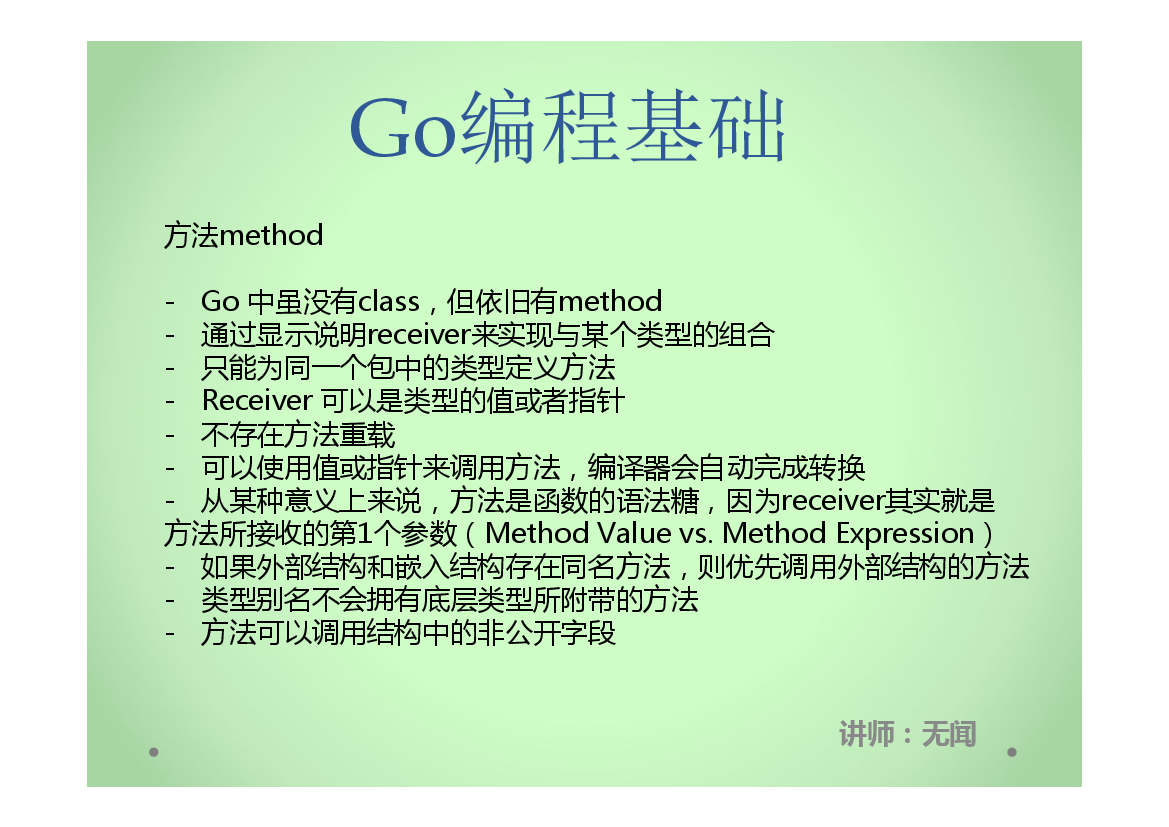 Go编程基础
方法method
- Go 中虽没有class，但依旧有method
- 通过显示说明receiver来实现与某个类型的组合
- 只能为同一个包中的类型定义方法
- Receiver 可以是类型的值或者指针
- 不存在方法重载
- 可以使用值或指针来调用方法，编译器会自动完成转换
- 从某种意义上来说，方法是函数的语法糖，因为receiver其实就是
方法所接收的第1个参数（Method Value vs. Method Expression）
- 如果外部结构和嵌入结构存在同名方法，则优先调用外部结构的方法
- 类型别名不会拥有底层类型所附带的方法
- 方法可以调用结构中的非公开字段
讲师：无闻